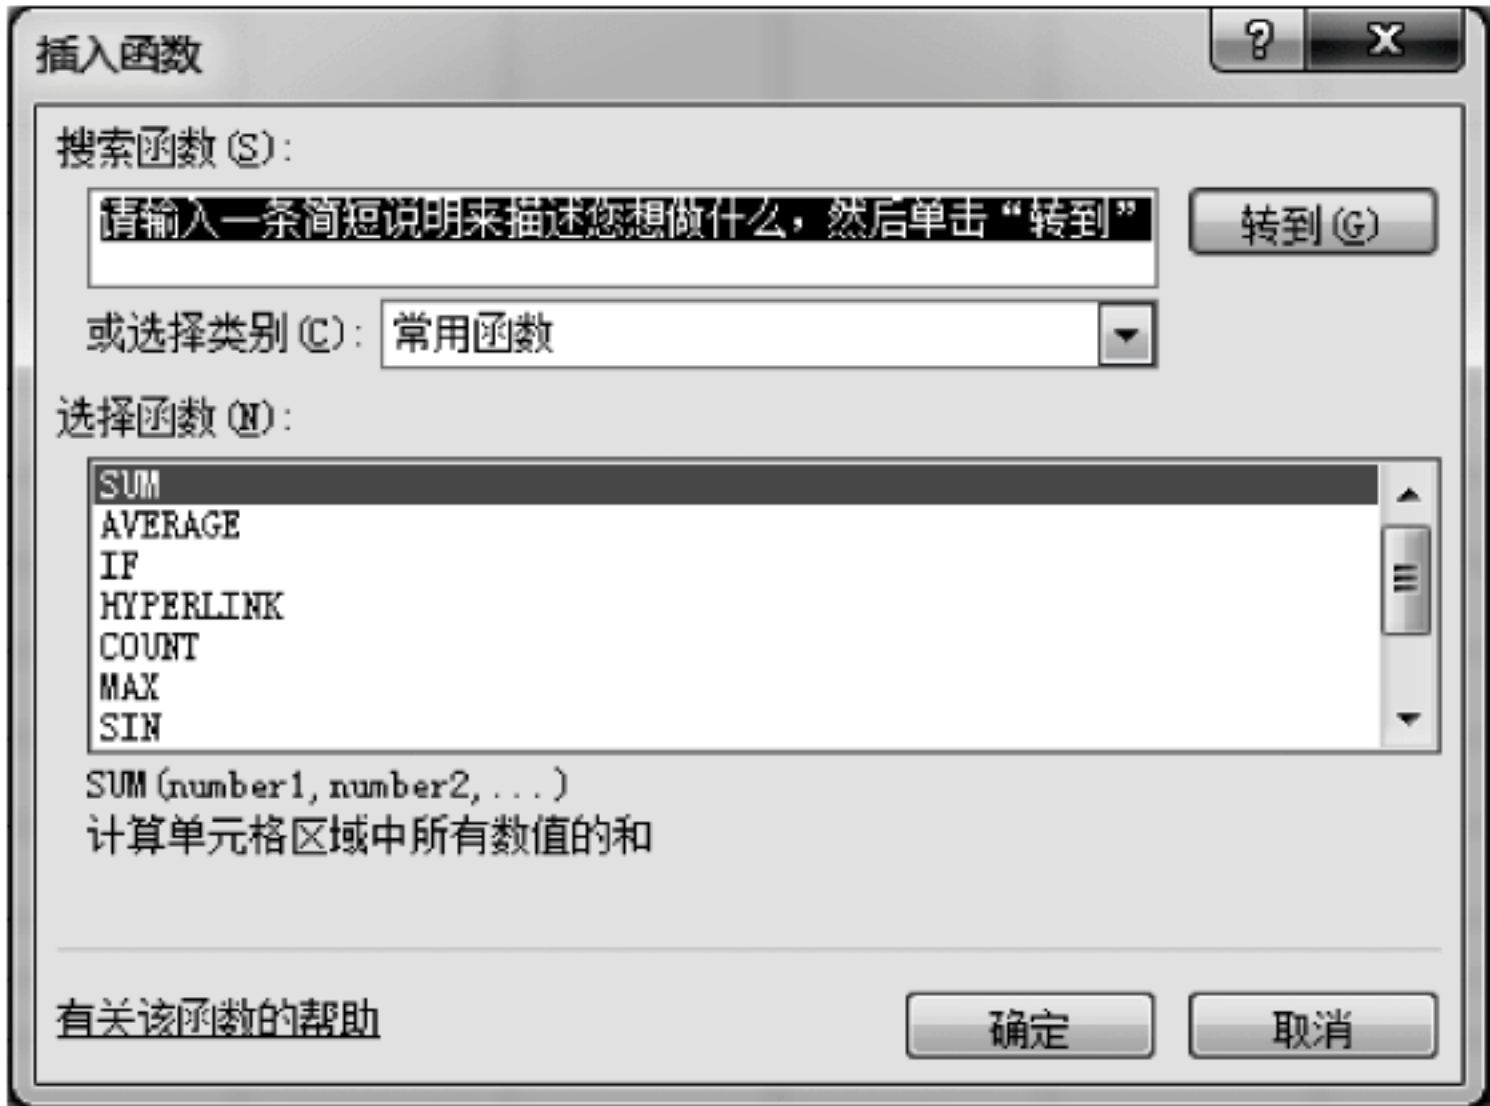 插入函数
搜索函数(S):
请输入一条简短说明来描述您想做什么，然后单击“转到”
转到(G)
或选择类别(C):
常用函数
选择函数(N):
SUM
AVERAGE
IF
HYPERLINK
COUNT
MAX
SIN
SUM(number1,number2,...)
计算单元格区域中所有数值的和
有关该函数的帮助
确定
取消